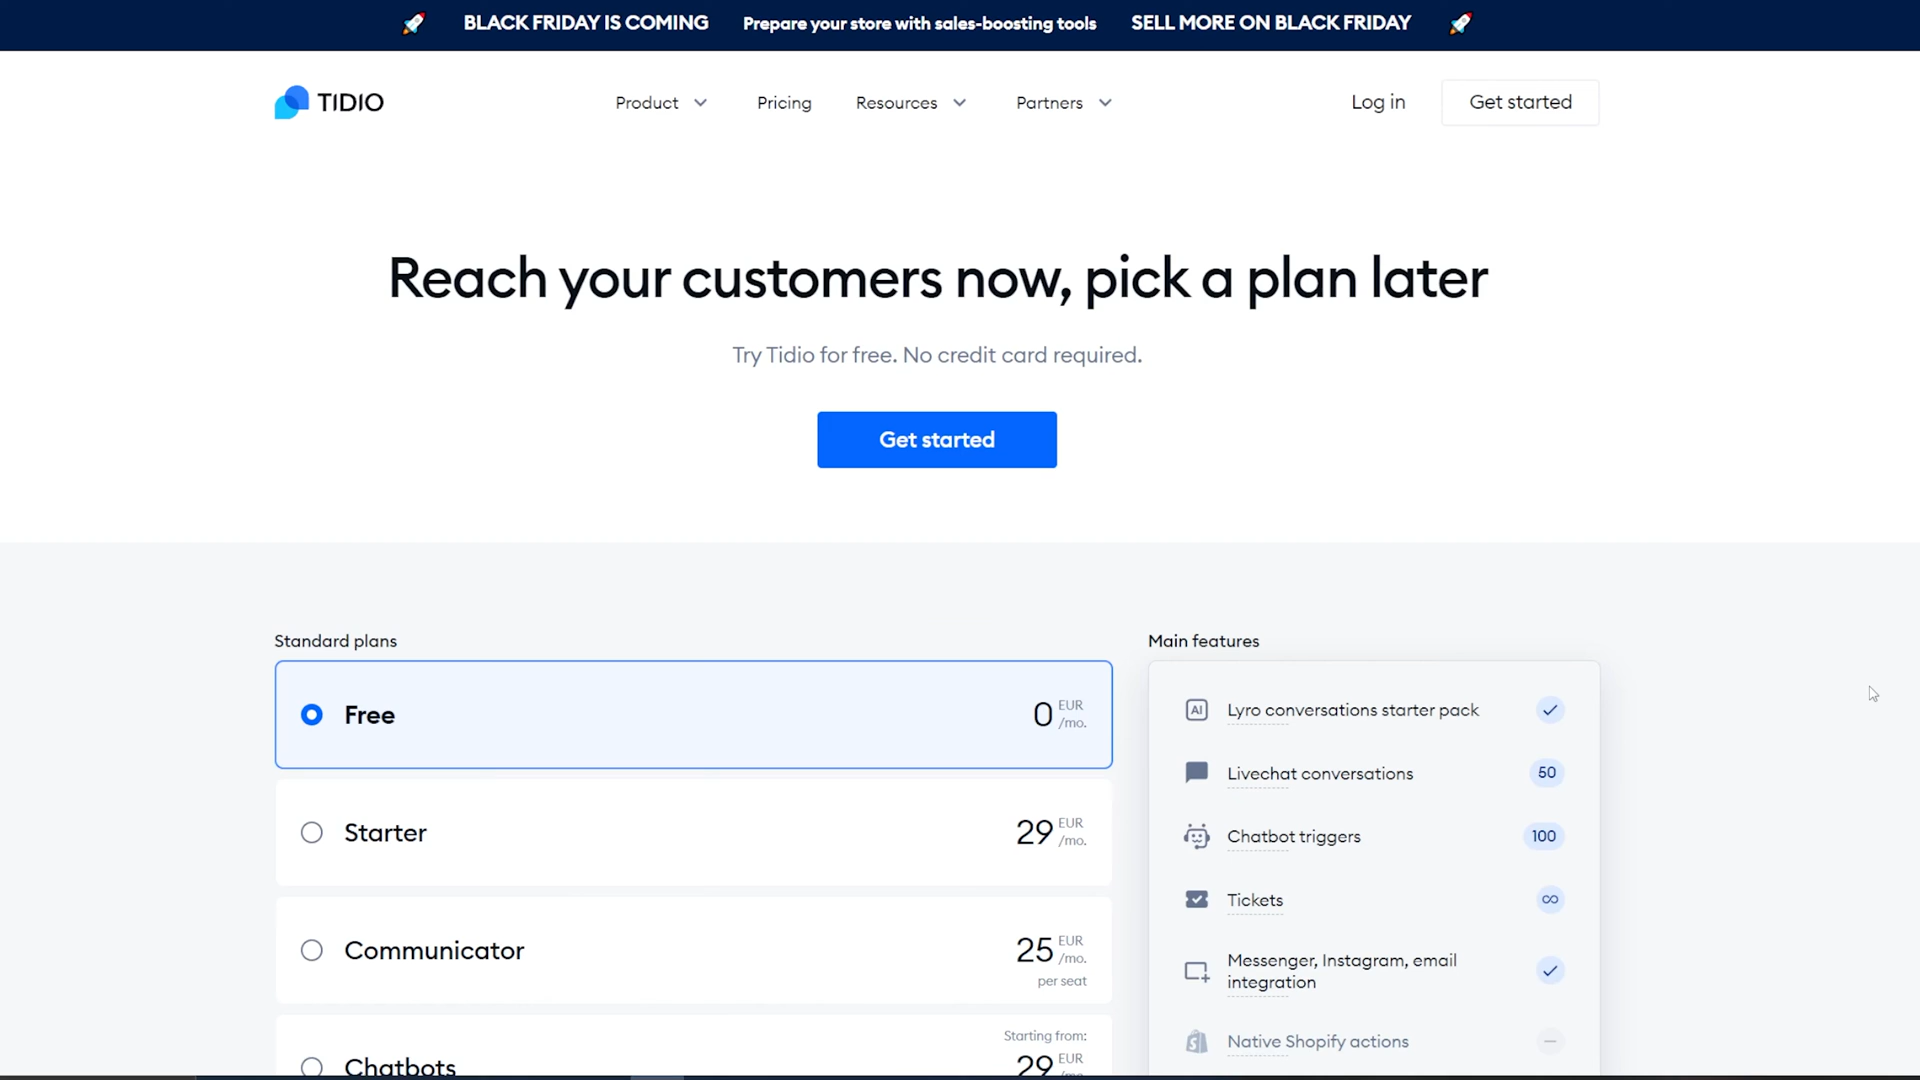 BLACK FRIDAY IS COMING Prepare your store with sales-boosting tools SELL MORE ON BLACK FRIDAY
TIDIO Product Pricing Resources Partners Log in Get started
Reach your customers now, pick a plan later
Try Tidio for free. No credit card required.
Get started
Standard plans
Free 0 EUR /mo.
Starter 29 EUR /mo.
Communicator 25 EUR /mo.
per seat
Starting from:
Chatbots 29 EUR /mo.
Main features
AI Lyro conversations starter pack
Livechat conversations 50
Chatbot triggers 100
Tickets ∞
Messenger, Instagram, email
integration
Native Shopify actions